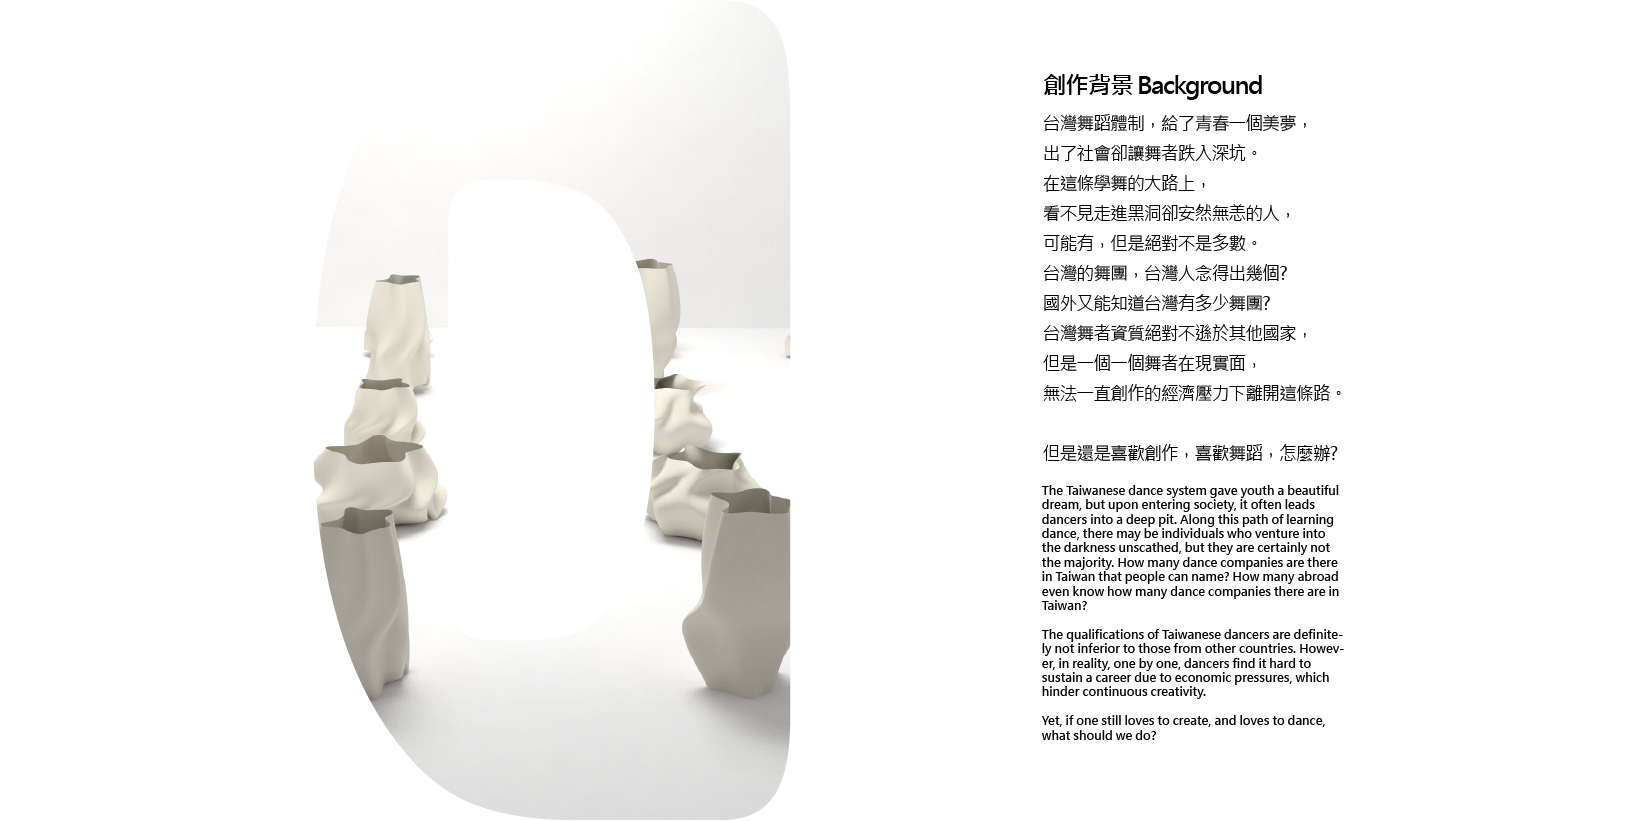 創作背景 Background
台灣舞蹈體制，給了青春一個美夢，
出了社會卻讓舞者跌入深坑。
在這條學舞的大路上，
看不見走進黑洞卻安然無恙的人，
可能有，但是絕對不是多數。
台灣的舞團，台灣人念得出幾個?
國外又能知道台灣有多少舞團?
台灣舞者資質絕對不遜於其他國家，
但是一個一個舞者在現實面，
無法一直創作的經濟壓力下離開這條路。
但是還是喜歡創作，喜歡舞蹈，怎麼辦?
The Taiwanese dance system gave youth a beautiful
dream, but upon entering society, it often leads
dancers into a deep pit. Along this path of learning
dance, there may be individuals who venture into
the darkness unscathed, but they are certainly not
the majority. How many dance companies are there
in Taiwan that people can name? How many abroad
even know how many dance companies there are in
Taiwan?
The qualifications of Taiwanese dancers are definite-
ly not inferior to those from other countries. Howev-
er, in reality, one by one, dancers find it hard to
sustain a career due to economic pressures, which
hinder continuous creativity.
Yet, if one still loves to create, and loves to dance,
what should we do?